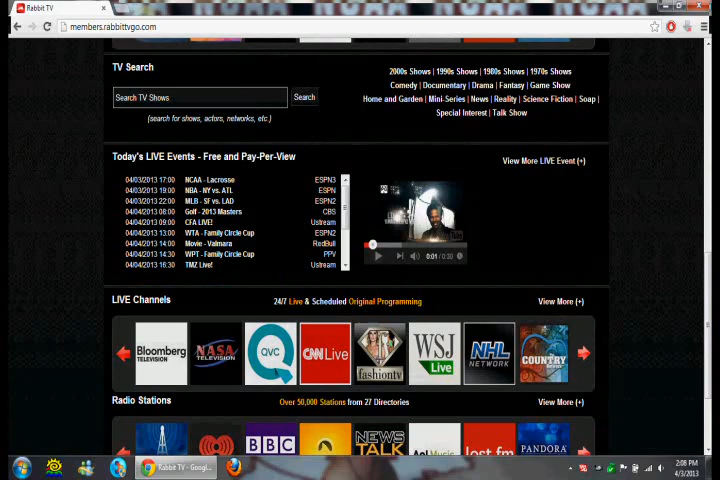 Rabbit TV
members.rabbittvgo.com
TV Search
Search TV Shows
Search
(search for shows, actors, networks, etc.)
2000s Shows | 1990s Shows | 1980s Shows | 1970s Shows
Comedy | Documentary | Drama | Fantasy | Game Show
Home and Garden | Mini-Series | News | Reality | Science Fiction | Soap |
Special Interest | Talk Show
Today's LIVE Events - Free and Pay-Per-View
View More LIVE Event (+)
04/03/2013 17:00 NCAA - Lacrosse ESPN3
04/03/2013 19:00 NBA - NY vs. ATL ESPN
04/03/2013 22:00 MLB - SF vs. LAD ESPN2
04/04/2013 08:00 Golf - 2013 Masters CBS
04/04/2013 09:00 CFA LIVE! Ustream
04/04/2013 13:00 WTA - Family Circle Cup ESPN2
04/04/2013 14:00 Movie - Valmara RedBull
04/04/2013 14:30 WPT - Family Circle Cup PPV
04/04/2013 16:30 TMZ Live! Ustream
0:01 / 0:30
LIVE Channels
24/7 Live & Scheduled Original Programming
View More (+)
Bloomberg
TELEVISION
NASA
TELEVISION
QVC
CNN Live
fashiontv
WSJ
Live
NHL
NETWORK
COUNTRY
Radio Stations
Over 50,000 Stations from 27 Directories
View More (+)
BBC
NEWS
TALK
lost.fm
PANDORA
Rabbit TV - Googl...
2:08 PM
4/3/2013